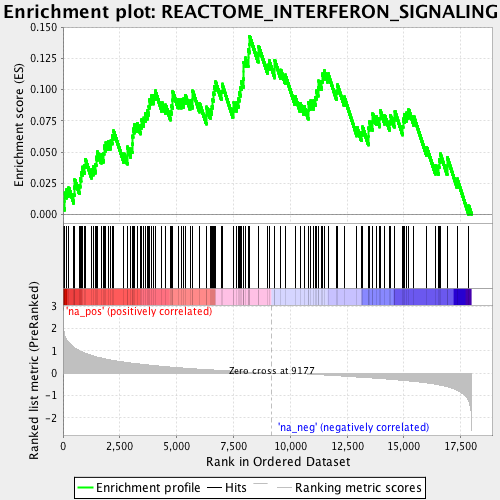 Enrichment plot: REACTOME_INTERFERON_SIGNALING
Enrichment score (ES)
0.150
0.125
0.100
0.075
0.050
0.025
0.000
'na_pos' (positively correlated)
Ranked list metric (PreRanked)
3
2
1
0
-1
-2
Zero cross at 9177
'na_neg' (negatively correlated)
0
2,500
5,000
7,500
10,000
12,500
15,000
17,500
Rank in Ordered Dataset
Enrichment profile
Hits
Ranking metric scores